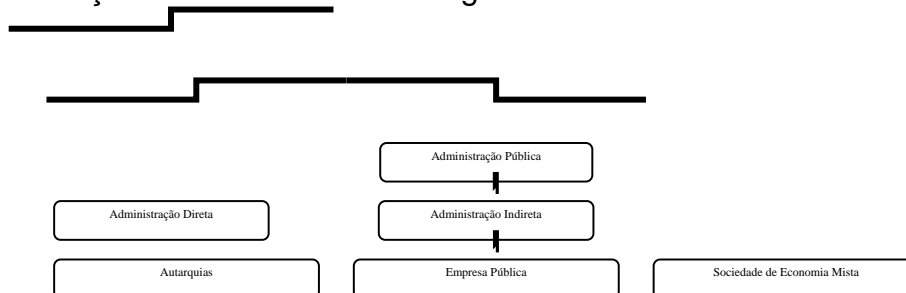 Administração Pública
Administração Direta
Administração Indireta
Autarquias
Empresa Pública
Sociedade de Economia Mista